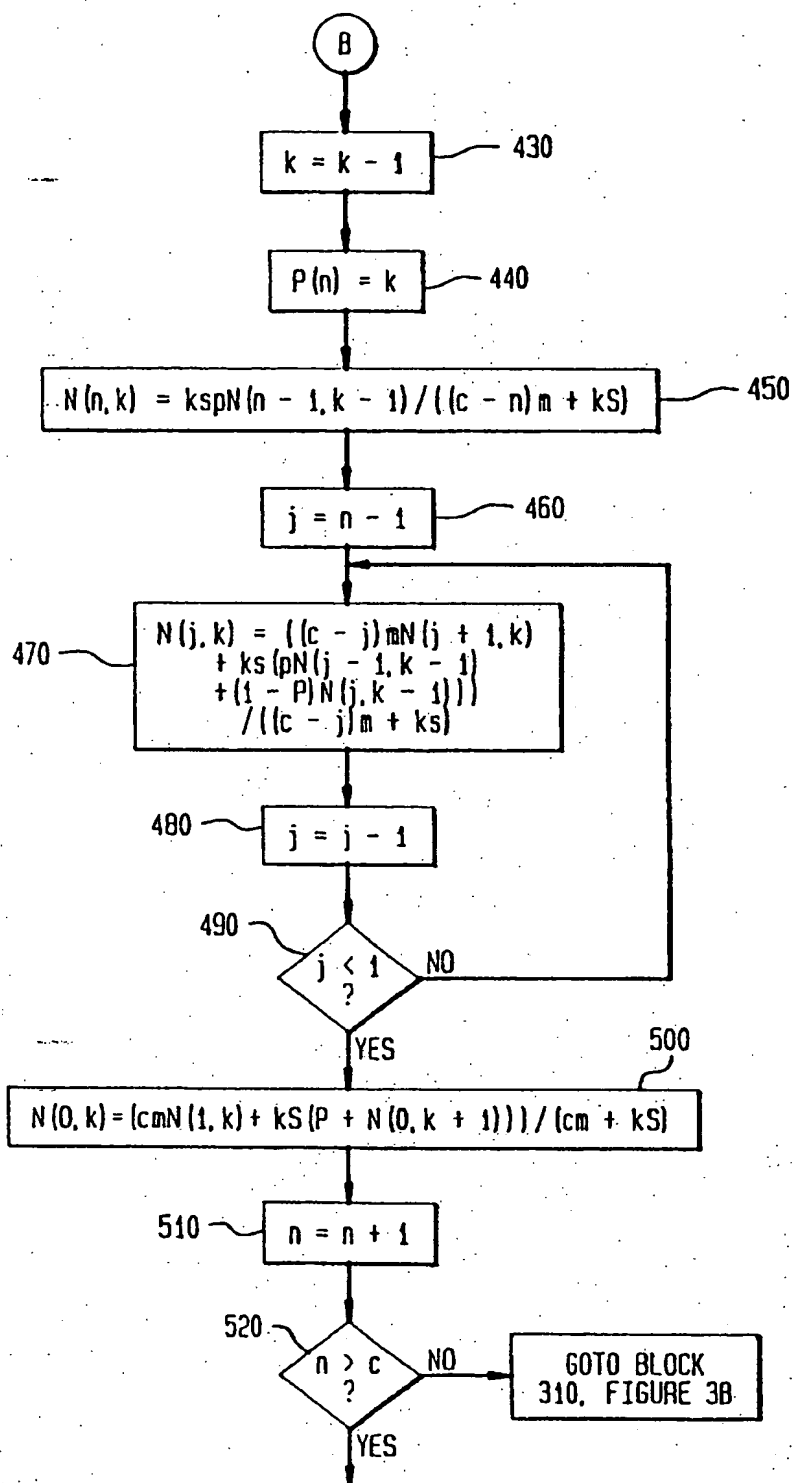 B
k = k - 1
430
P(n) = k
440
N(n,k) = kspN(n - 1,k - 1)/((c - n)m + kS)
450
j = n - 1
460
470
N(j,k) = ((c - j)mN(j + 1,k)
+ ks(pN(j - 1,k - 1)
+(1 - P)N(j,k - 1)))
/((c - j)m + ks)
480
j = j - 1
490
j < 1
?
NO
YES
500
N(0,k)=(cmN(1,k)+ kS(P + N(0,k + 1)))/(cm + kS)
510
n = n + 1
520
n > c
?
NO
GOTO BLOCK
310, FIGURE 3B
YES